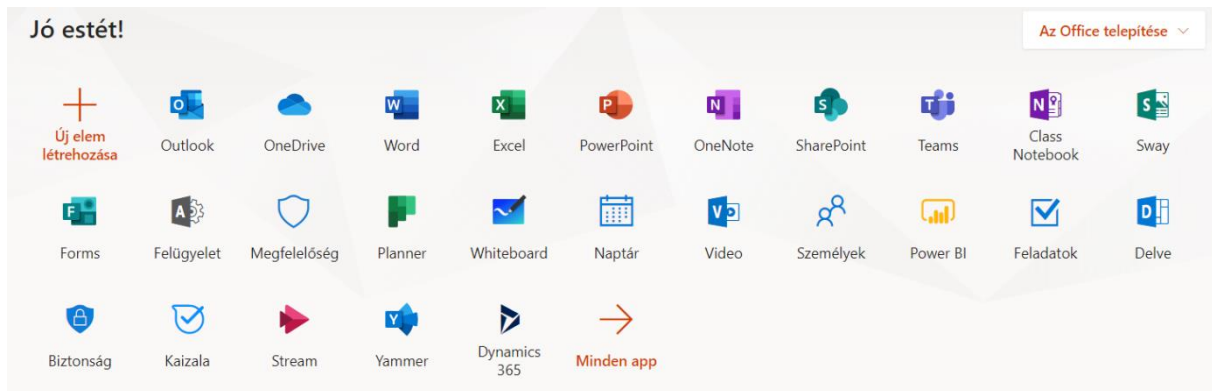 Jó estét!
Az Office telepítése
Új elem
létrehozása
Outlook
OneDrive
Word
Excel
PowerPoint
OneNote
SharePoint
Teams
Class
Notebook
Sway
Forms
Felügyelet
Megfelelőség
Planner
Whiteboard
Naptár
Video
Személyek
Power BI
Feladatok
Delve
Biztonság
Kaizala
Stream
Yammer
Dynamics
365
Minden app